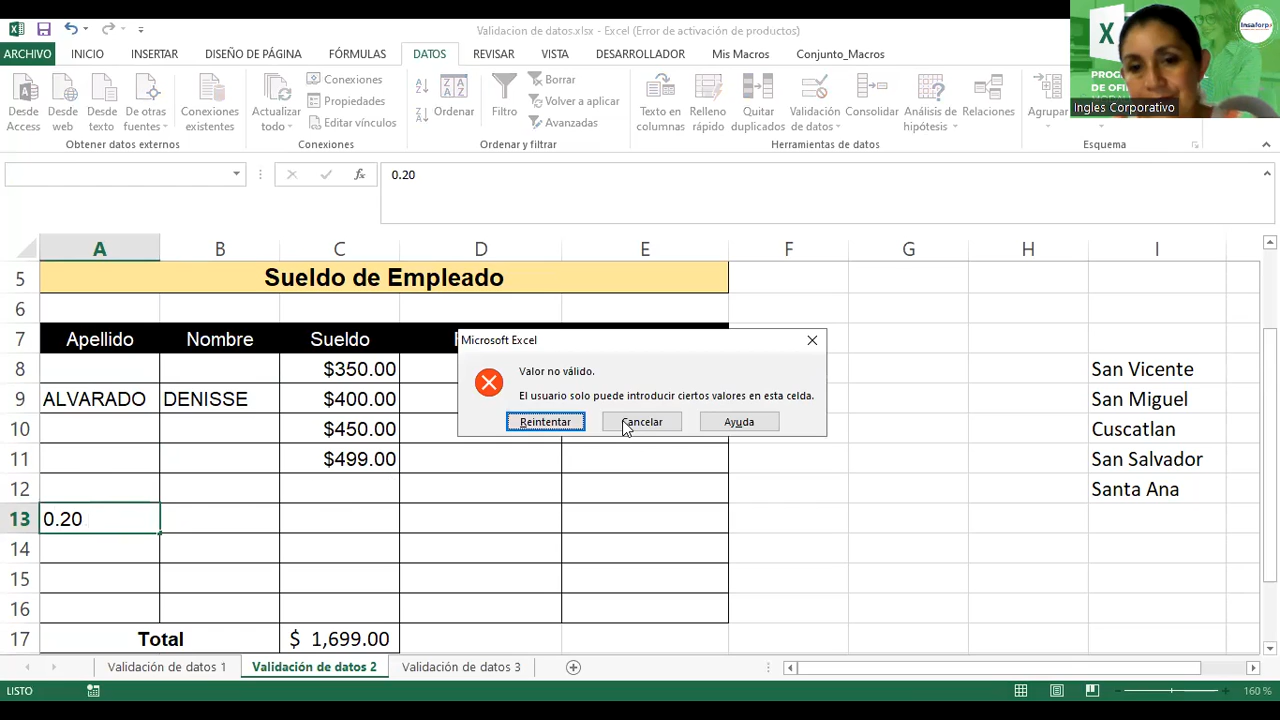 Validacion de datos.xlsx - Excel (Error de activación de productos)
ARCHIVO INICIO INSERTAR DISEÑO DE PÁGINA FÓRMULAS DATOS REVISAR VISTA DESARROLLADOR Mis Macros Conjunto_Macros
Insaforp
Ingles Corporativo
Desde Access
Desde web
Desde texto
De otras fuentes
Conexiones existentes
Actualizar todo
Conexiones
Propiedades
Editar vínculos
Ordenar
Filtro
Borrar
Volver a aplicar
Avanzadas
Texto en columnas
Relleno rápido
Quitar duplicados
Validación de datos
Consolidar
Análisis de hipótesis
Relaciones
Agrupar
Obtener datos externos Conexiones Ordenar y filtrar Herramientas de datos Esquema
0.20
A B C D E F G H I
5 Sueldo de Empleado
6
7 Apellido Nombre Sueldo
8 $350.00 San Vicente
9 ALVARADO DENISSE $400.00 San Miguel
10 $450.00 Cuscatlan
11 $499.00 San Salvador
12 Santa Ana
13 0.20
14
15
16
17 Total $ 1,699.00
Microsoft Excel
Valor no válido.
El usuario solo puede introducir ciertos valores en esta celda.
Reintentar Cancelar Ayuda
Validación de datos 1 Validación de datos 2 Validación de datos 3
LISTO 160 %